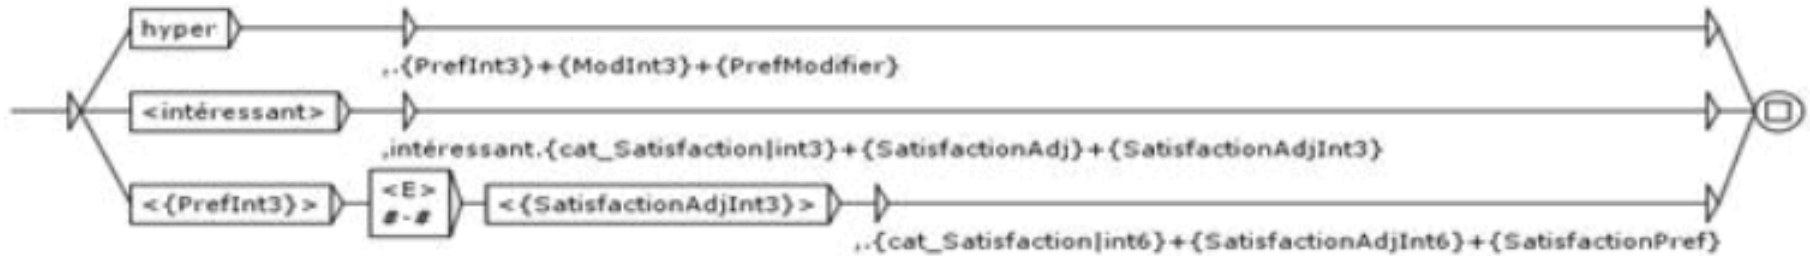 hyper
,.{PrefInt3}+{ModInt3}+{PrefModifier}
<intéressant>
,intéressant.{cat_Satisfaction|int3}+{SatisfactionAdj}+{SatisfactionAdjInt3}
<{PrefInt3}> <E> <{SatisfactionAdjInt3}>
#-#
,.{cat_Satisfaction|int6}+{SatisfactionAdjInt6}+{SatisfactionPref}